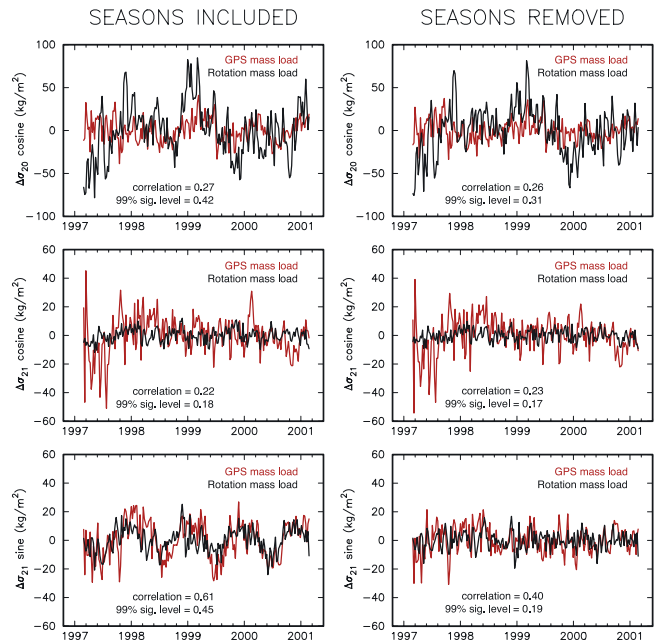 SEASONS INCLUDED
SEASONS REMOVED
Δσ20 cosine (kg/m²)
100
50
0
−50
−100
GPS mass load
Rotation mass load
correlation = 0.27
99% sig. level = 0.42
1997 1998 1999 2000 2001
100
50
0
−50
−100
Δσ20 cosine (kg/m²)
GPS mass load
Rotation mass load
correlation = 0.26
99% sig. level = 0.31
1997 1998 1999 2000 2001
Δσ21 cosine (kg/m²)
60
40
20
0
−20
−40
−60
GPS mass load
Rotation mass load
correlation = 0.22
99% sig. level = 0.18
1997 1998 1999 2000 2001
Δσ21 cosine (kg/m²)
60
40
20
0
−20
−40
−60
GPS mass load
Rotation mass load
correlation = 0.23
99% sig. level = 0.17
1997 1998 1999 2000 2001
Δσ21 sine (kg/m²)
60
40
20
0
−20
−40
−60
GPS mass load
Rotation mass load
correlation = 0.61
99% sig. level = 0.45
1997 1998 1999 2000 2001
Δσ21 sine (kg/m²)
60
40
20
0
−20
−40
−60
GPS mass load
Rotation mass load
correlation = 0.40
99% sig. level = 0.19
1997 1998 1999 2000 2001